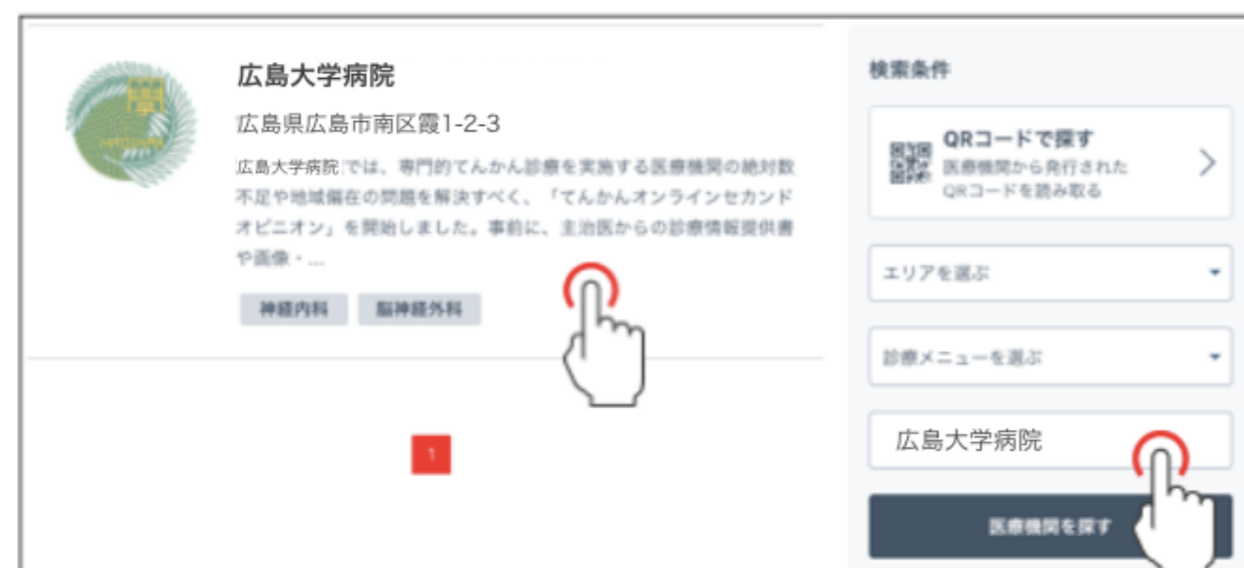 広島大学病院
広島県広島市南区霞1-2-3
広島大学病院では、専門的てんかん診療を実施する医療機関の絶対数
不足や地域偏在の問題を解決すべく、「てんかんオンラインセカンド
オピニオン」を開始しました。事前に、主治医からの診療情報提供書
や画像・....
神経内科 脳神経外科
1
検索条件
QRコードで探す
医療機関から発行された
QRコードを読み取る
エリアを選ぶ
診療メニューを選ぶ
広島大学病院
医療機関を探す